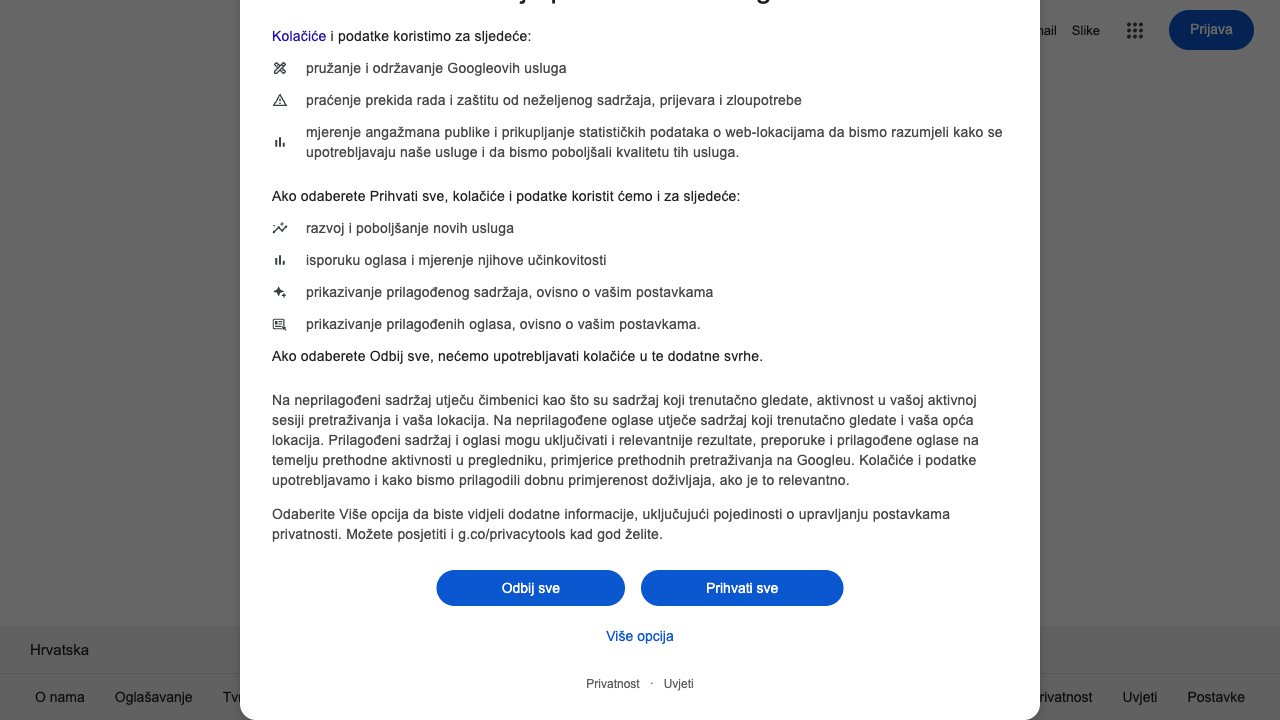 Slike
Prijava
Kolačiće i podatke koristimo za sljedeće:
pružanje i održavanje Googleovih usluga
praćenje prekida rada i zaštitu od neželjenog sadržaja, prijevara i zloupotrebe
mjerenje angažmana publike i prikupljanje statističkih podataka o web-lokacijama da bismo razumjeli kako se
upotrebljavaju naše usluge i da bismo poboljšali kvalitetu tih usluga.
Ako odaberete Prihvati sve, kolačiće i podatke koristit ćemo i za sljedeće:
razvoj i poboljšanje novih usluga
isporuku oglasa i mjerenje njihove učinkovitosti
prikazivanje prilagođenog sadržaja, ovisno o vašim postavkama
prikazivanje prilagođenih oglasa, ovisno o vašim postavkama.
Ako odaberete Odbij sve, nećemo upotrebljavati kolačiće u te dodatne svrhe.
Na neprilagođeni sadržaj utječu čimbenici kao što su sadržaj koji trenutačno gledate, aktivnost u vašoj aktivnoj
sesiji pretraživanja i vaša lokacija. Na neprilagođene oglase utječe sadržaj koji trenutačno gledate i vaša opća
lokacija. Prilagođeni sadržaj i oglasi mogu uključivati i relevantnije rezultate, preporuke i prilagođene oglase na
temelju prethodne aktivnosti u pregledniku, primjerice prethodnih pretraživanja na Googleu. Kolačiće i podatke
upotrebljavamo i kako bismo prilagodili dobnu primjerenost doživljaja, ako je to relevantno.
Odaberite Više opcija da biste vidjeli dodatne informacije, uključujući pojedinosti o upravljanju postavkama
privatnosti. Možete posjetiti i g.co/privacytools kad god želite.
Odbij sve
Prihvati sve
Više opcija
Hrvatska
Privatnost · Uvjeti
O nama
Oglašavanje
Uvjeti
Postavke